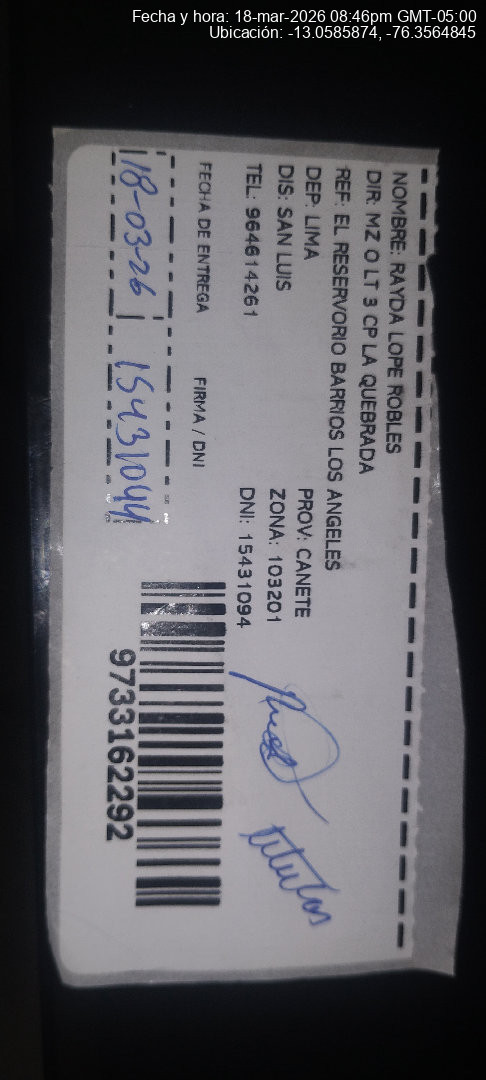 Fecha y hora: 18-mar-2026 08:46pm GMT-05:00
Ubicación: -13.0585874, -76.3564845
NOMBRE: RAYDA LOPE ROBLES
DIR: MZ O LT 3 CP LA QUEBRADA
REF: EL RESERVORIO BARRIOS LOS ANGELES
DEP: LIMA PROV: CANETE
DIS: SAN LUIS ZONA: 103201
TEL: 964614261 DNI: 15431094
FECHA DE ENTREGA FIRMA / DNI
18-03-26 15431094
9733162292
titular